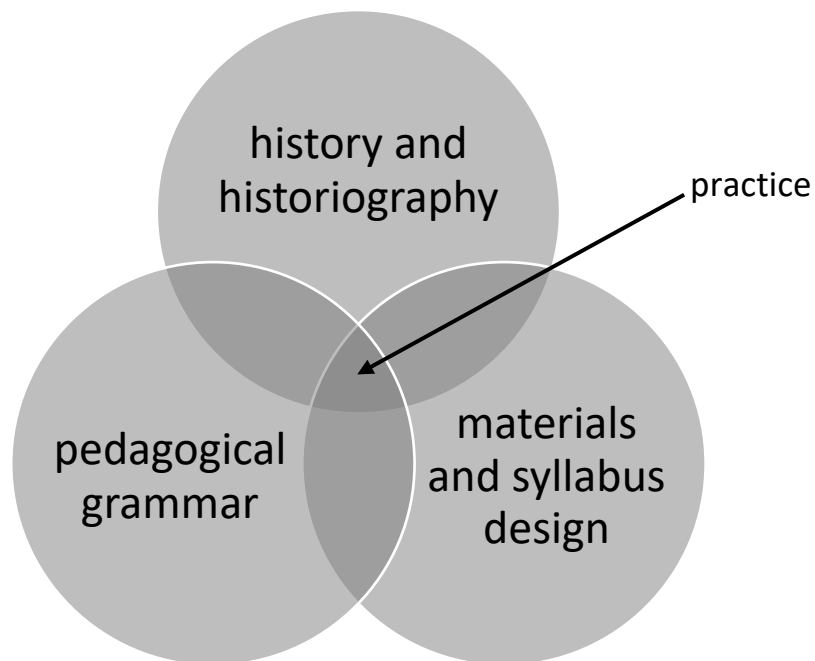 history and
historiography
practice
pedagogical
grammar
materials
and syllabus
design